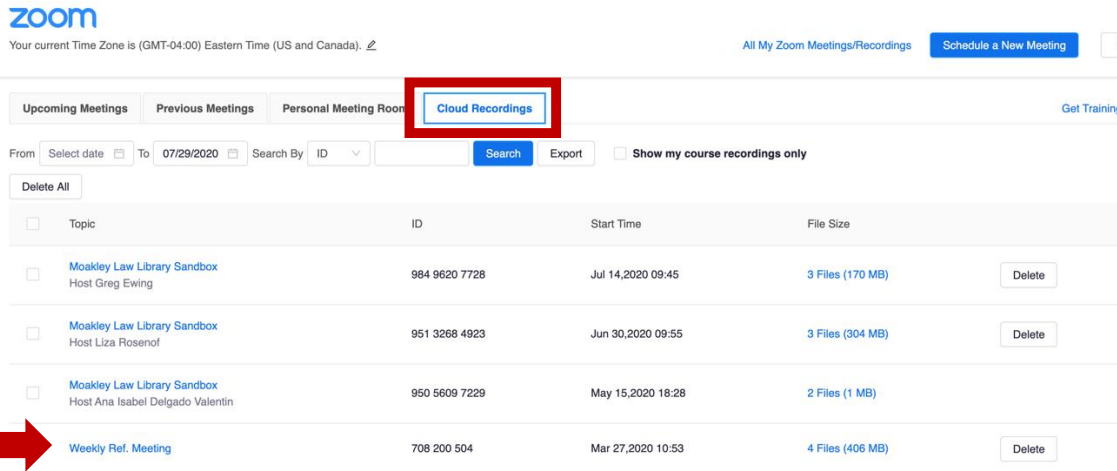 zoom
Your current Time Zone is (GMT-04:00) Eastern Time (US and Canada).
All My Zoom Meetings/Recordings
Schedule a New Meeting
Upcoming Meetings Previous Meetings Personal Meeting Room Cloud Recordings Get Training
From Select date To 07/29/2020 Search By ID Search Export Show my course recordings only
Delete All
Topic ID Start Time File Size
Moakley Law Library Sandbox 984 9620 7728 Jul 14,2020 09:45 3 Files (170 MB) Delete
Host Greg Ewing
Moakley Law Library Sandbox 951 3268 4923 Jun 30,2020 09:55 3 Files (304 MB) Delete
Host Liza Rosenof
Moakley Law Library Sandbox 950 5609 7229 May 15,2020 18:28 2 Files (1 MB)
Host Ana Isabel Delgado Valentin
Weekly Ref. Meeting 708 200 504 Mar 27,2020 10:53 4 Files (406 MB) Delete